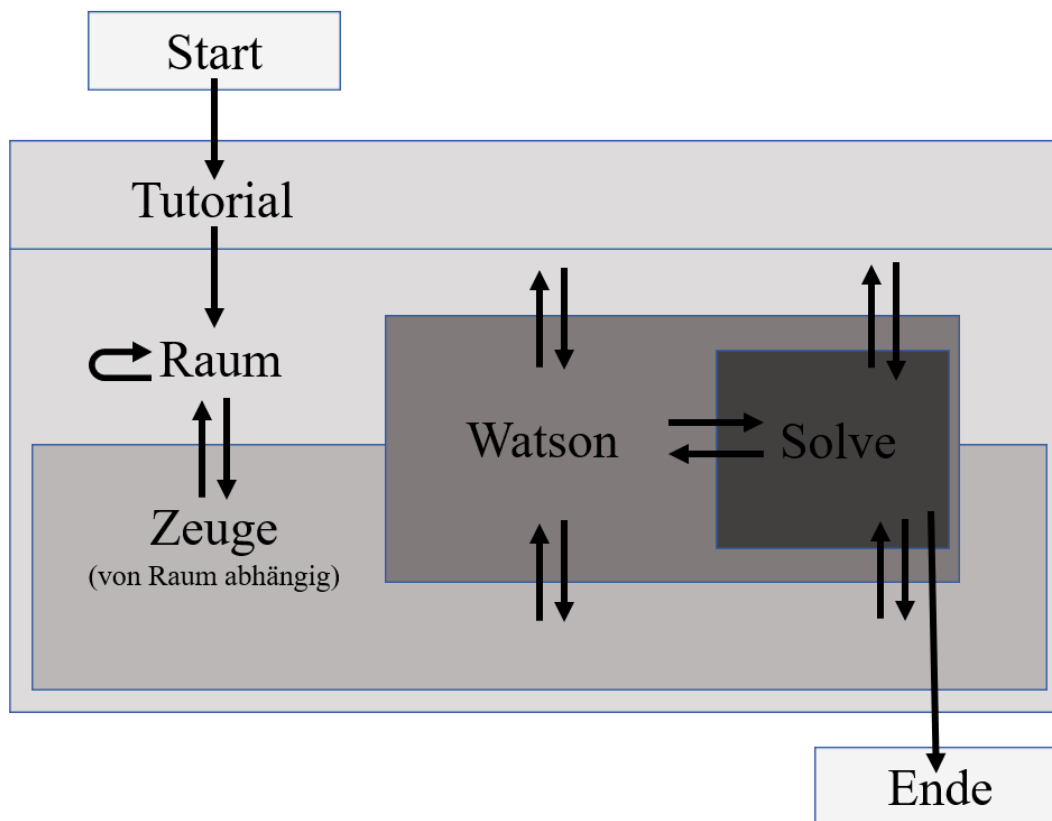 Start
Tutorial
Raum
Watson
Solve
Zeuge
(von Raum abhängig)
Ende